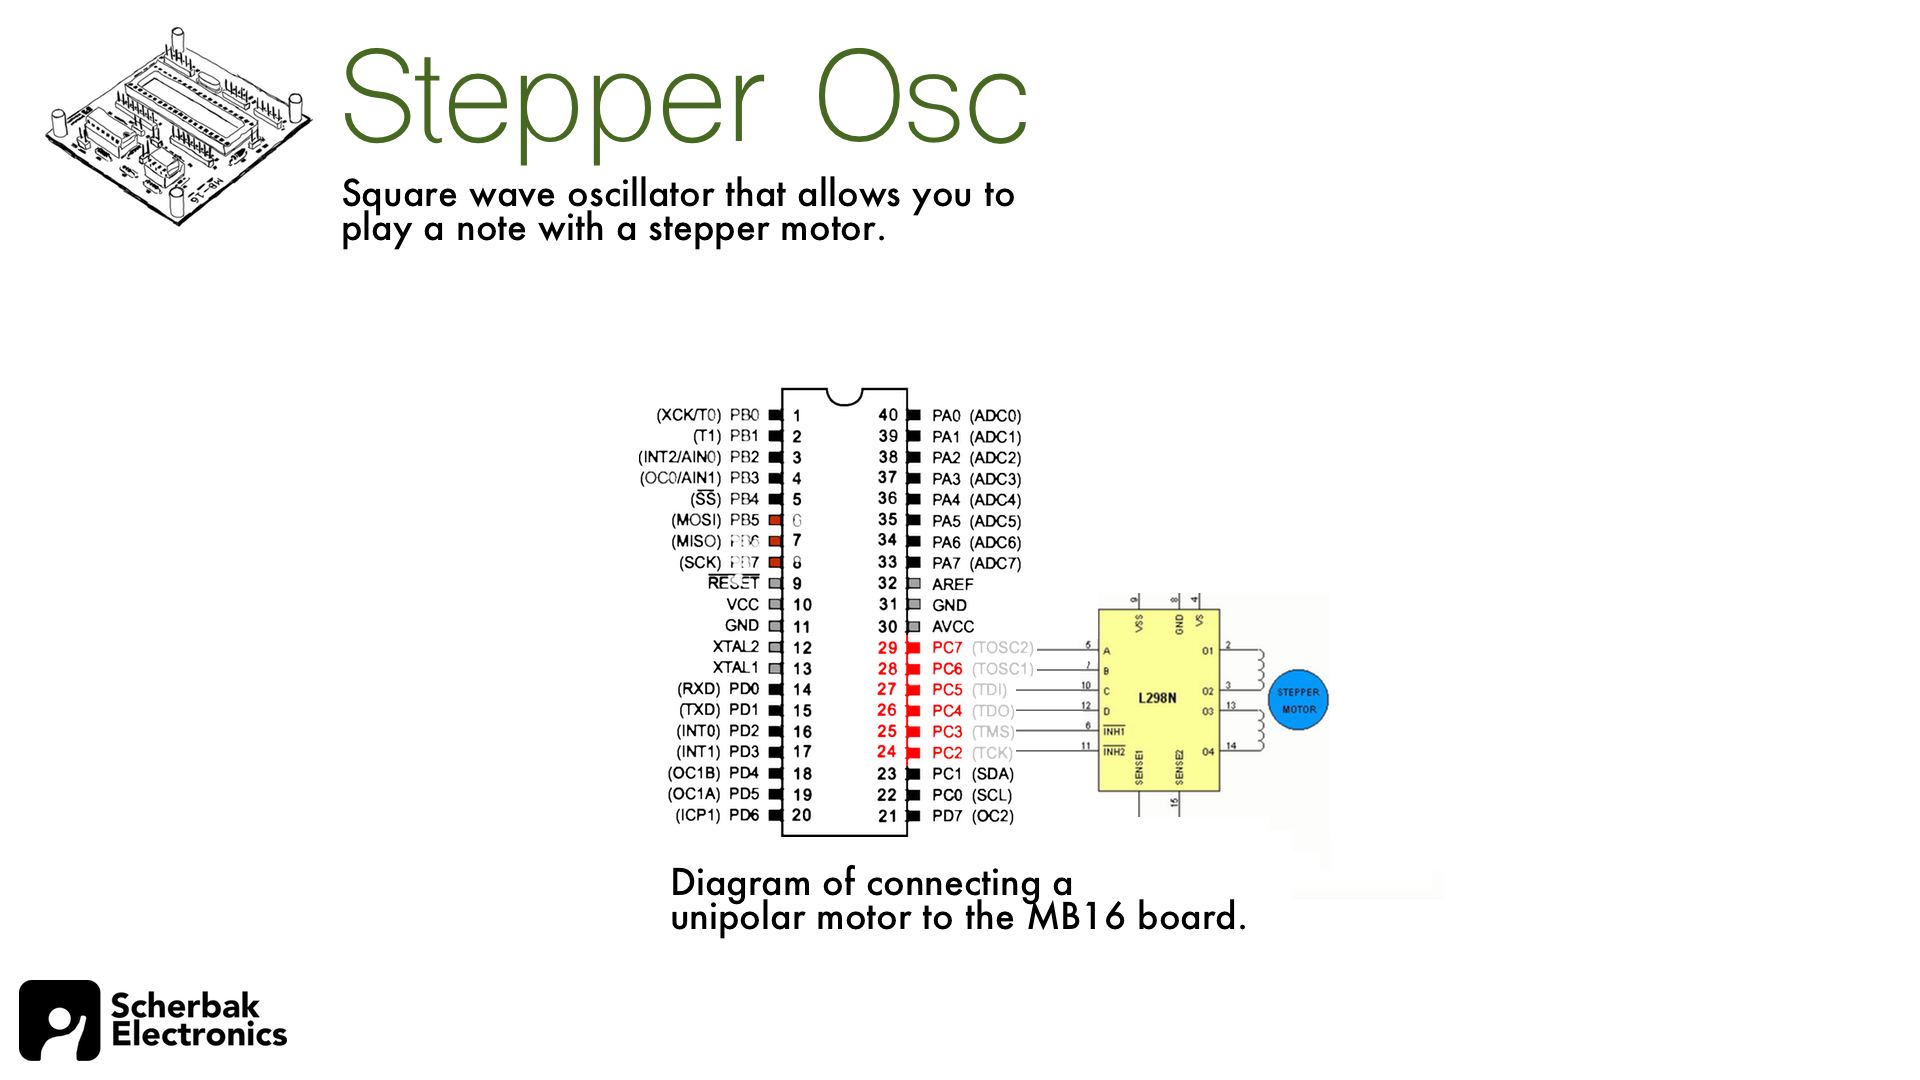 Stepper Osc
Square wave oscillator that allows you to
play a note with a stepper motor.
(XCK/T0) PB0 1 40 PA0 (ADC0)
(T1) PB1 2 39 PA1 (ADC1)
(INT2/AIN0) PB2 3 38 PA2 (ADC2)
(OC0/AIN1) PB3 4 37 PA3 (ADC3)
(SS) PB4 5 36 PA4 (ADC4)
(MOSI) PB5 6 35 PA5 (ADC5)
(MISO) PB6 7 34 PA6 (ADC6)
(SCK) PB7 8 33 PA7 (ADC7)
RESET 9 32 AREF
VCC 10 31 GND
GND 11 30 AVCC
XTAL2 12 29 PC7 (TOSC2)
XTAL1 13 28 PC6 (TOSC1)
(RXD) PD0 14 27 PC5 (TDI)
(TXD) PD1 15 26 PC4 (TDO)
(INT0) PD2 16 25 PC3 (TMS)
(INT1) PD3 17 24 PC2 (TCK)
(OC1B) PD4 18 23 PC1 (SDA)
(OC1A) PD5 19 22 PC0 (SCL)
(ICP1) PD6 20 21 PD7 (OC2)
9 8 4
VSS GND VS
5 A O1 2
7 B
10 C O2 3
L298N
12 D O3 13
6 INH1
11 INH2 O4 14
SENSE1 SENSE2
15
STEPPER
MOTOR
Diagram of connecting a
unipolar motor to the MB16 board.
MB-16
Scherbak
Electronics